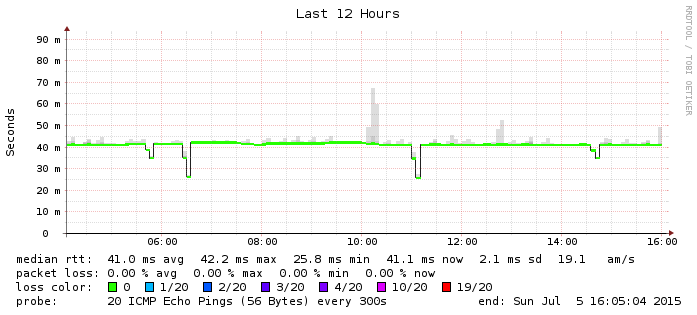 Last 12 Hours
RRDTOOL / TOBI OETIKER
Seconds
90 m
80 m
70 m
60 m
50 m
40 m
30 m
20 m
10 m
0
06:00 08:00 10:00 12:00 14:00 16:00
median rtt: 41.0 ms avg 42.2 ms max 25.8 ms min 41.1 ms now 2.1 ms sd 19.1 am/s
packet loss: 0.00 % avg 0.00 % max 0.00 % min 0.00 % now
loss color: 0 1/20 2/20 3/20 4/20 10/20 19/20
probe: 20 ICMP Echo Pings (56 Bytes) every 300s end: Sun Jul 5 16:05:04 2015